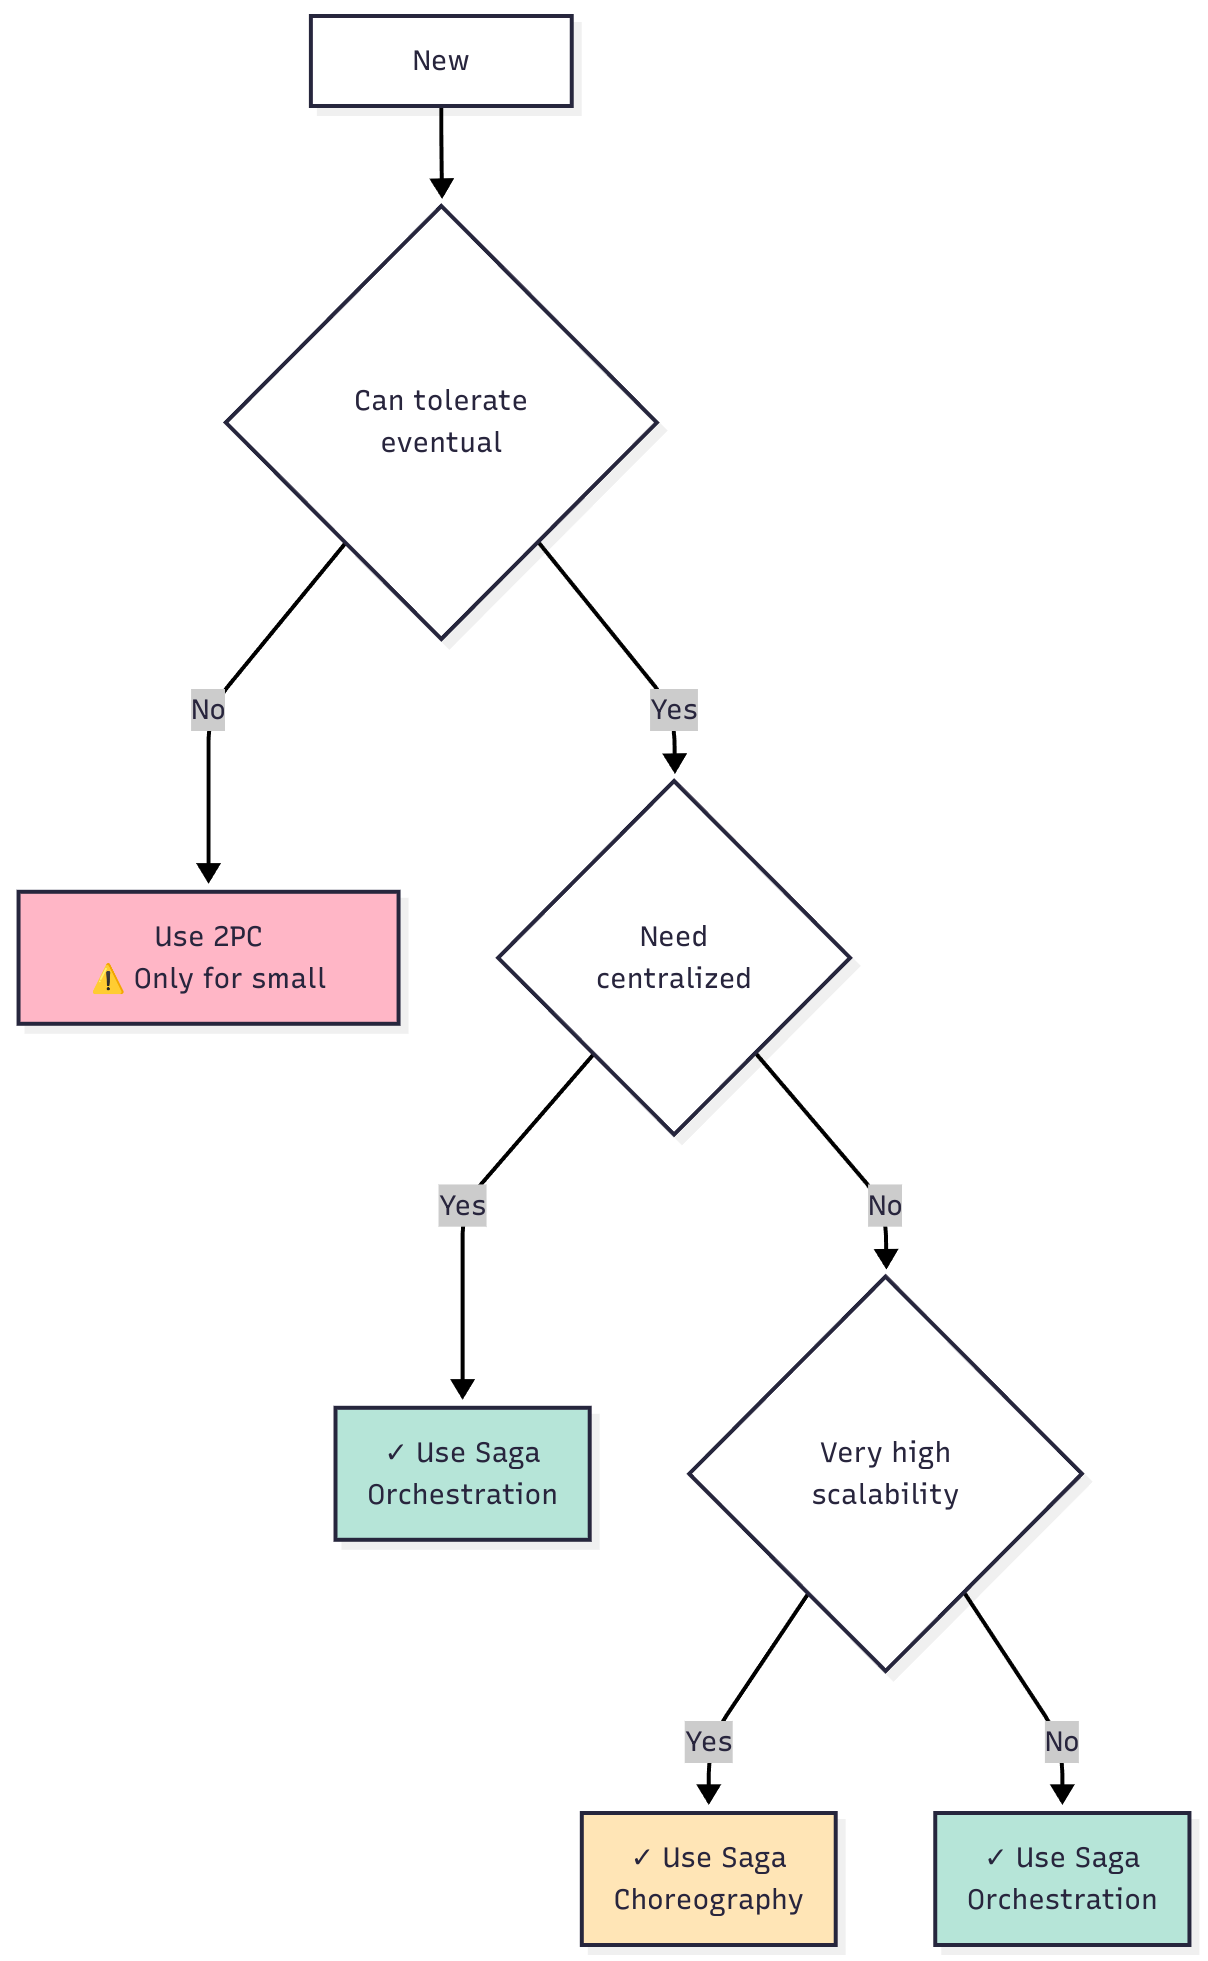 New
Can tolerate
eventual
No
Yes
Use 2PC
⚠️ Only for small
Need
centralized
Yes
No
✓ Use Saga
Orchestration
Very high
scalability
Yes
No
✓ Use Saga
Choreography
✓ Use Saga
Orchestration